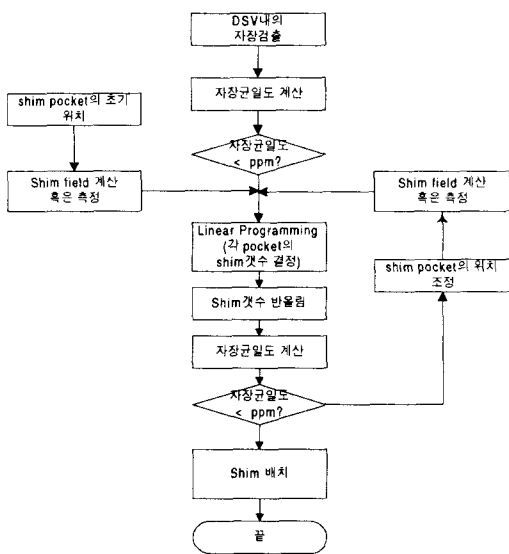 DSV내의
자장검출
자장균일도 계산
shim pocket의 초기
위치
자장균일도
< ppm?
Shim field 계산
혹은 측정
Shim field 계산
혹은 측정
Linear Programming
(각 pocket의
shim갯수 결정)
shim pocket의 위치
조정
Shim갯수 반올림
자장균일도 계산
자장균일도
< ppm?
Shim 배치
끝